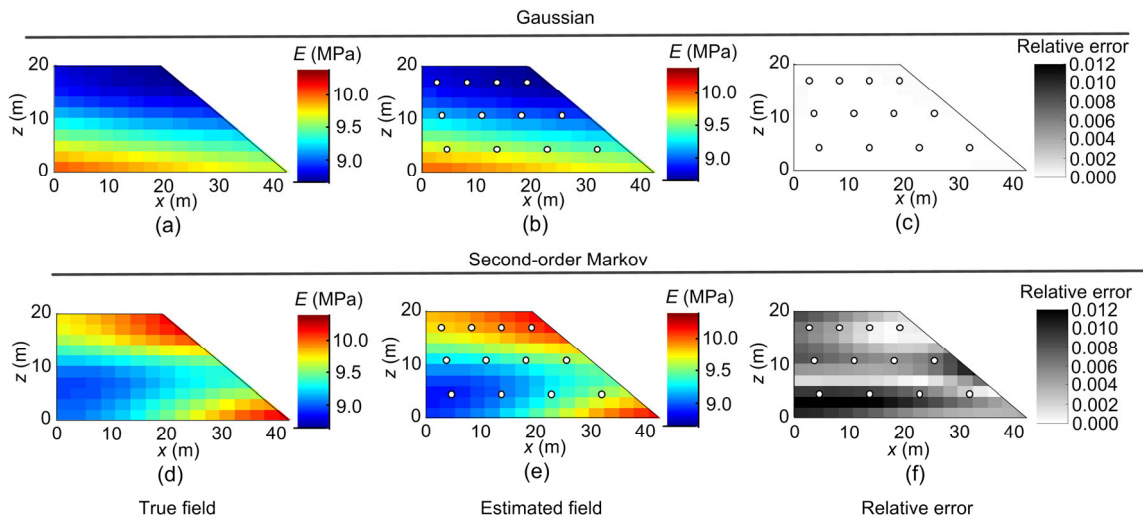 Gaussian
E (MPa)
10.0
9.5
9.0
z (m)
20
10
0
0 10 20 30 40
x (m)
(a)
E (MPa)
10.0
9.5
9.0
z (m)
20
10
0
0 10 20 30 40
x (m)
(b)
Relative error
0.012
0.010
0.008
0.006
0.004
0.002
0.000
z (m)
20
10
0
0 10 20 30 40
x (m)
(c)
Second-order Markov
E (MPa)
10.0
9.5
9.0
z (m)
20
10
0
0 10 20 30 40
x (m)
(d)
E (MPa)
10.0
9.5
9.0
z (m)
20
10
0
0 10 20 30 40
x (m)
(e)
Relative error
0.012
0.010
0.008
0.006
0.004
0.002
0.000
z (m)
20
10
0
0 10 20 30 40
x (m)
(f)
True field
Estimated field
Relative error